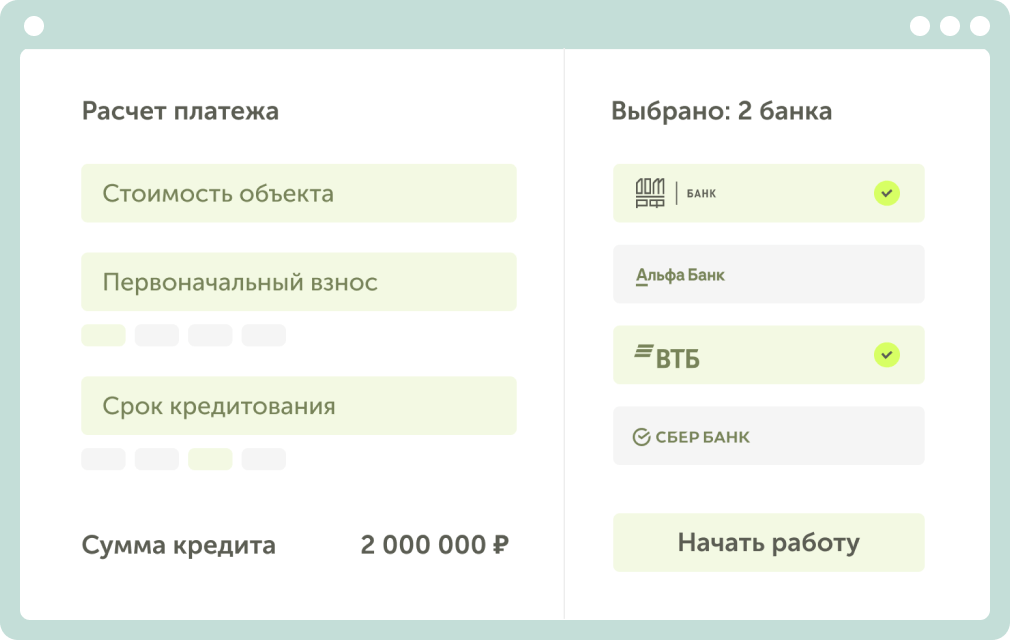 Расчет платежа
Стоимость объекта
Первоначальный взнос
Срок кредитования
Сумма кредита 2 000 000 ₽
Выбрано: 2 банка
ДОМ РФ БАНК
Альфа Банк
ВТБ
СБЕР БАНК
Начать работу